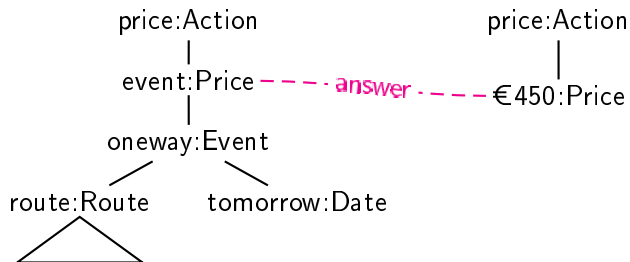 price:Action price:Action
event:Price answer €450:Price
oneway:Event
route:Route tomorrow:Date